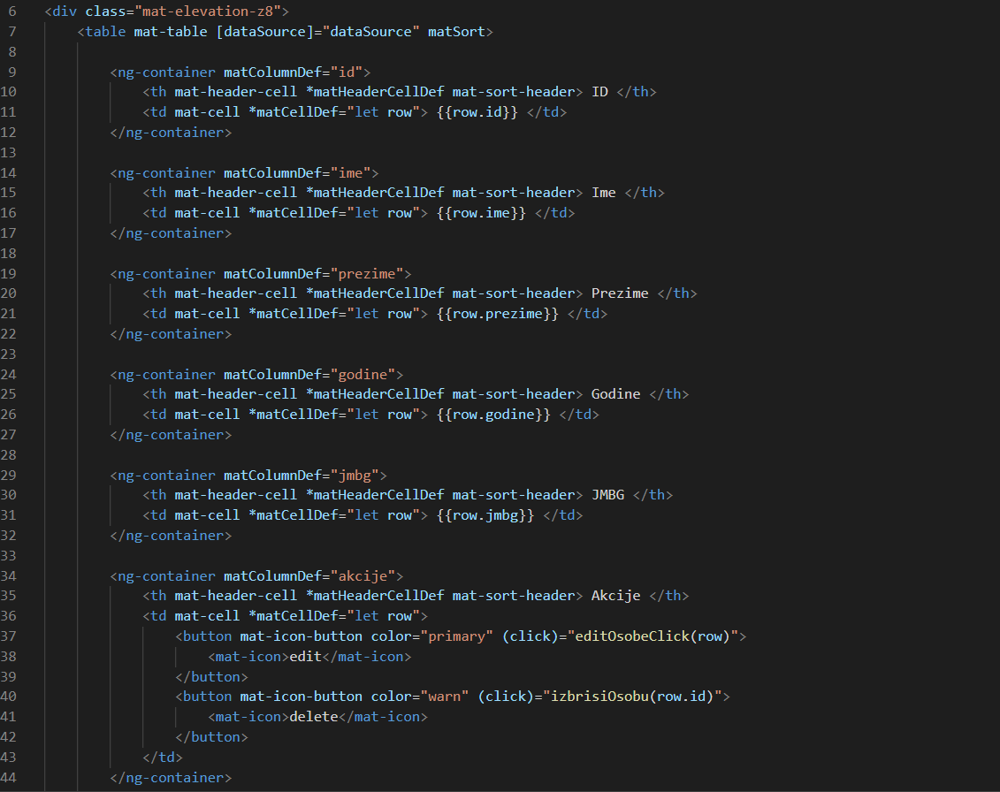 6 <div class="mat-elevation-z8">
7 <table mat-table [dataSource]="dataSource" matSort>
8
9 <ng-container matColumnDef="id">
10 <th mat-header-cell *matHeaderCellDef mat-sort-header> ID </th>
11 <td mat-cell *matCellDef="let row"> {{row.id}} </td>
12 </ng-container>
13
14 <ng-container matColumnDef="ime">
15 <th mat-header-cell *matHeaderCellDef mat-sort-header> Ime </th>
16 <td mat-cell *matCellDef="let row"> {{row.ime}} </td>
17 </ng-container>
18
19 <ng-container matColumnDef="prezime">
20 <th mat-header-cell *matHeaderCellDef mat-sort-header> Prezime </th>
21 <td mat-cell *matCellDef="let row"> {{row.prezime}} </td>
22 </ng-container>
23
24 <ng-container matColumnDef="godine">
25 <th mat-header-cell *matHeaderCellDef mat-sort-header> Godine </th>
26 <td mat-cell *matCellDef="let row"> {{row.godine}} </td>
27 </ng-container>
28
29 <ng-container matColumnDef="jmbg">
30 <th mat-header-cell *matHeaderCellDef mat-sort-header> JMBG </th>
31 <td mat-cell *matCellDef="let row"> {{row.jmbg}} </td>
32 </ng-container>
33
34 <ng-container matColumnDef="akcije">
35 <th mat-header-cell *matHeaderCellDef mat-sort-header> Akcije </th>
36 <td mat-cell *matCellDef="let row">
37 <button mat-icon-button color="primary" (click)="editOsobeClick(row)">
38 <mat-icon>edit</mat-icon>
39 </button>
40 <button mat-icon-button color="warn" (click)="izbrisiOsobu(row.id)">
41 <mat-icon>delete</mat-icon>
42 </button>
43 </td>
44 </ng-container>